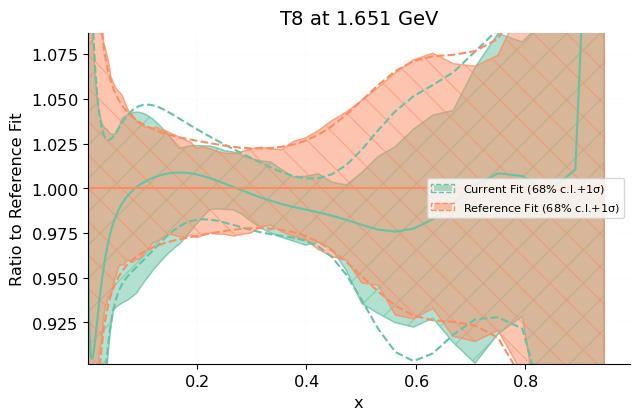 T8 at 1.651 GeV
Ratio to Reference Fit
1.075
1.050
1.025
1.000
0.975
0.950
0.925
Current Fit (68% c.l.+1σ)
Reference Fit (68% c.l.+1σ)
0.2 0.4 0.6 0.8
x